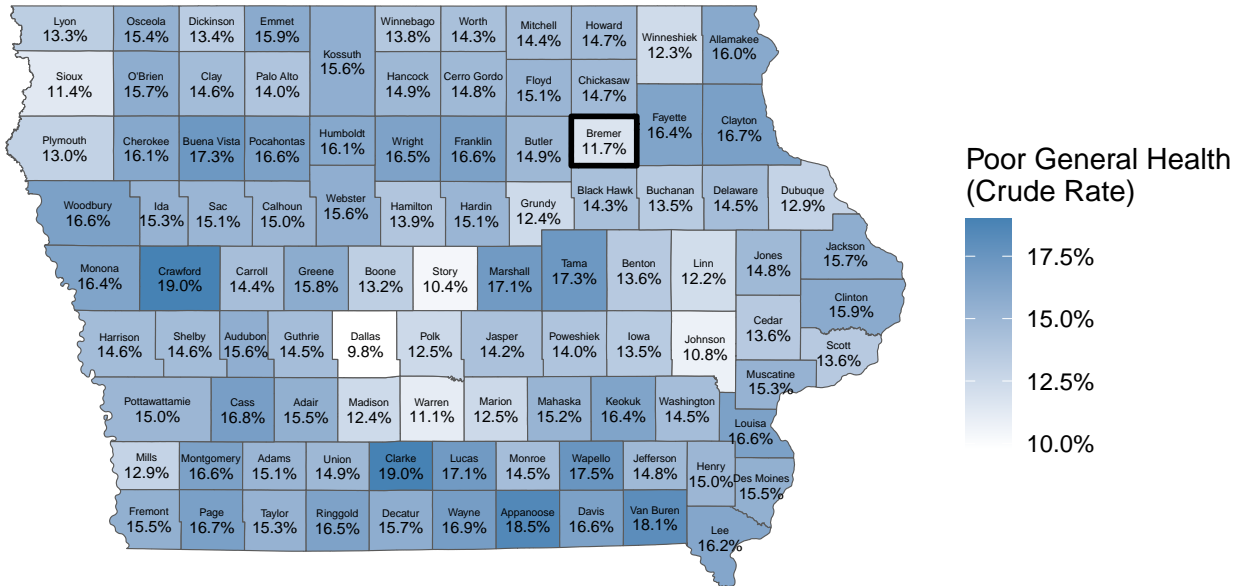 Lyon
13.3%
Osceola
15.4%
Dickinson
13.4%
Emmet
15.9%
Kossuth
15.6%
Winnebago
13.8%
Worth
14.3%
Mitchell
14.4%
Howard
14.7%
Winneshiek
12.3%
Allamakee
16.0%
Sioux
11.4%
O'Brien
15.7%
Clay
14.6%
Palo Alto
14.0%
Hancock
14.9%
Cerro Gordo
14.8%
Floyd
15.1%
Chickasaw
14.7%
Plymouth
13.0%
Cherokee
16.1%
Buena Vista
17.3%
Pocahontas
16.6%
Humboldt
16.1%
Wright
16.5%
Franklin
16.6%
Butler
14.9%
Bremer
11.7%
Fayette
16.4%
Clayton
16.7%
Woodbury
16.6%
Ida
15.3%
Sac
15.1%
Calhoun
15.0%
Webster
15.6%
Hamilton
13.9%
Hardin
15.1%
Grundy
12.4%
Black Hawk
14.3%
Buchanan
13.5%
Delaware
14.5%
Dubuque
12.9%
Monona
16.4%
Crawford
19.0%
Carroll
14.4%
Greene
15.8%
Boone
13.2%
Story
10.4%
Marshall
17.1%
Tama
17.3%
Benton
13.6%
Linn
12.2%
Jones
14.8%
Jackson
15.7%
Clinton
15.9%
Harrison
14.6%
Shelby
14.6%
Audubon
15.6%
Guthrie
14.5%
Dallas
9.8%
Polk
12.5%
Jasper
14.2%
Poweshiek
14.0%
Iowa
13.5%
Johnson
10.8%
Cedar
13.6%
Scott
13.6%
Muscatine
15.3%
Pottawattamie
15.0%
Cass
16.8%
Adair
15.5%
Madison
12.4%
Warren
11.1%
Marion
12.5%
Mahaska
15.2%
Keokuk
16.4%
Washington
14.5%
Louisa
16.6%
Mills
12.9%
Montgomery
16.6%
Adams
15.1%
Union
14.9%
Clarke
19.0%
Lucas
17.1%
Monroe
14.5%
Wapello
17.5%
Jefferson
14.8%
Henry
15.0%
Des Moines
15.5%
Fremont
15.5%
Page
16.7%
Taylor
15.3%
Ringgold
16.5%
Decatur
15.7%
Wayne
16.9%
Appanoose
18.5%
Davis
16.6%
Van Buren
18.1%
Lee
16.2%
Poor General Health
(Crude Rate)
17.5%
15.0%
12.5%
10.0%